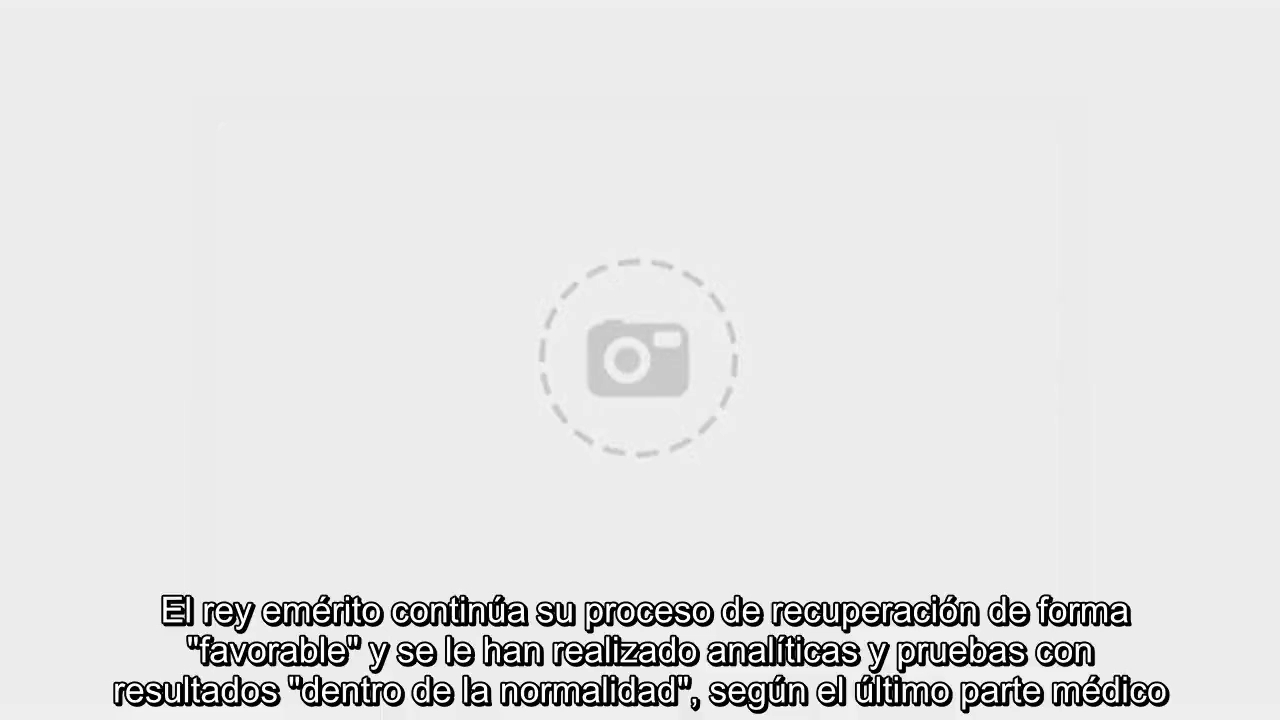 El rey emérito continúa su proceso de recuperación de forma
"favorable" y se le han realizado analíticas y pruebas con
resultados "dentro de la normalidad", según el último parte médico